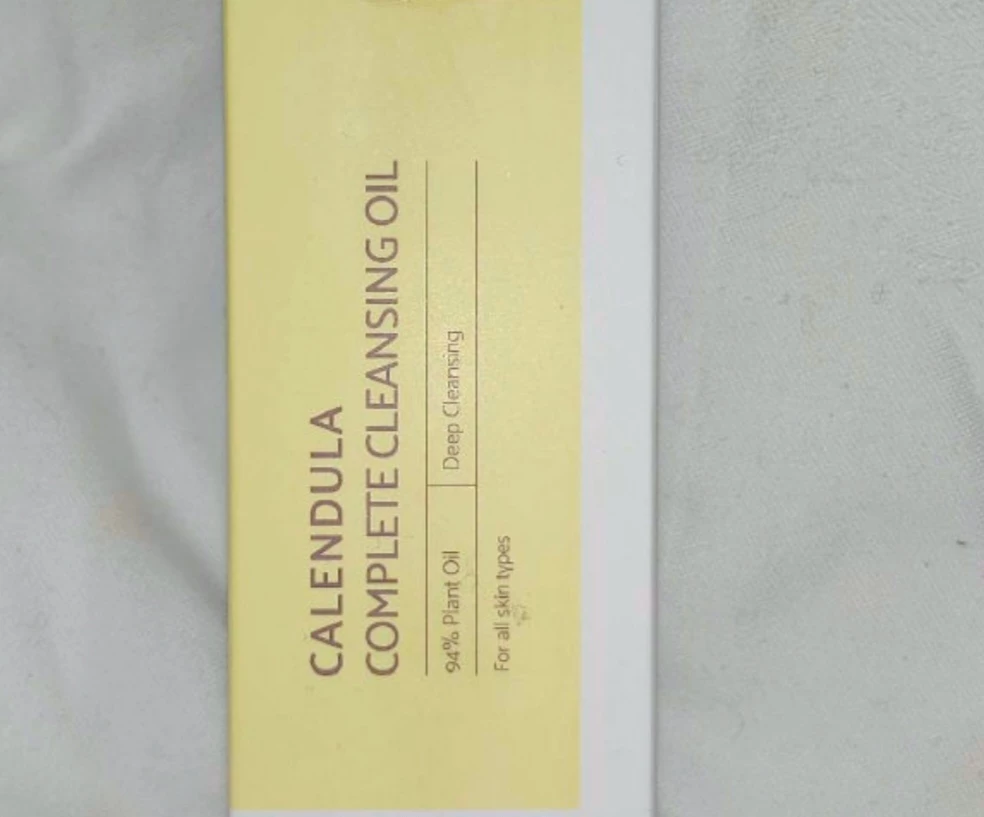 CALENDULA
COMPLETE CLEANSING OIL
94% Plant Oil Deep Cleansing
For all skin types